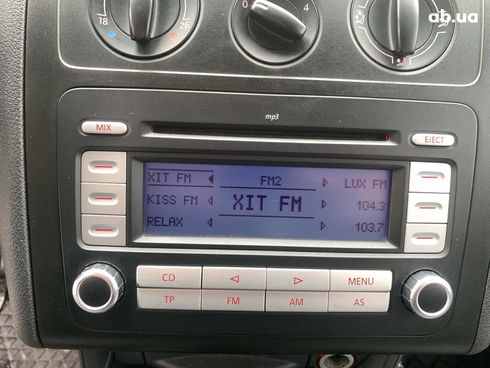 ab.ua
18
26
0
4
mp3
MIX
EJECT
XIT FM
FM2
LUX FM
KISS FM
XIT FM
104.3
RELAX
103.7
CD
MENU
TP
FM
AM
AS